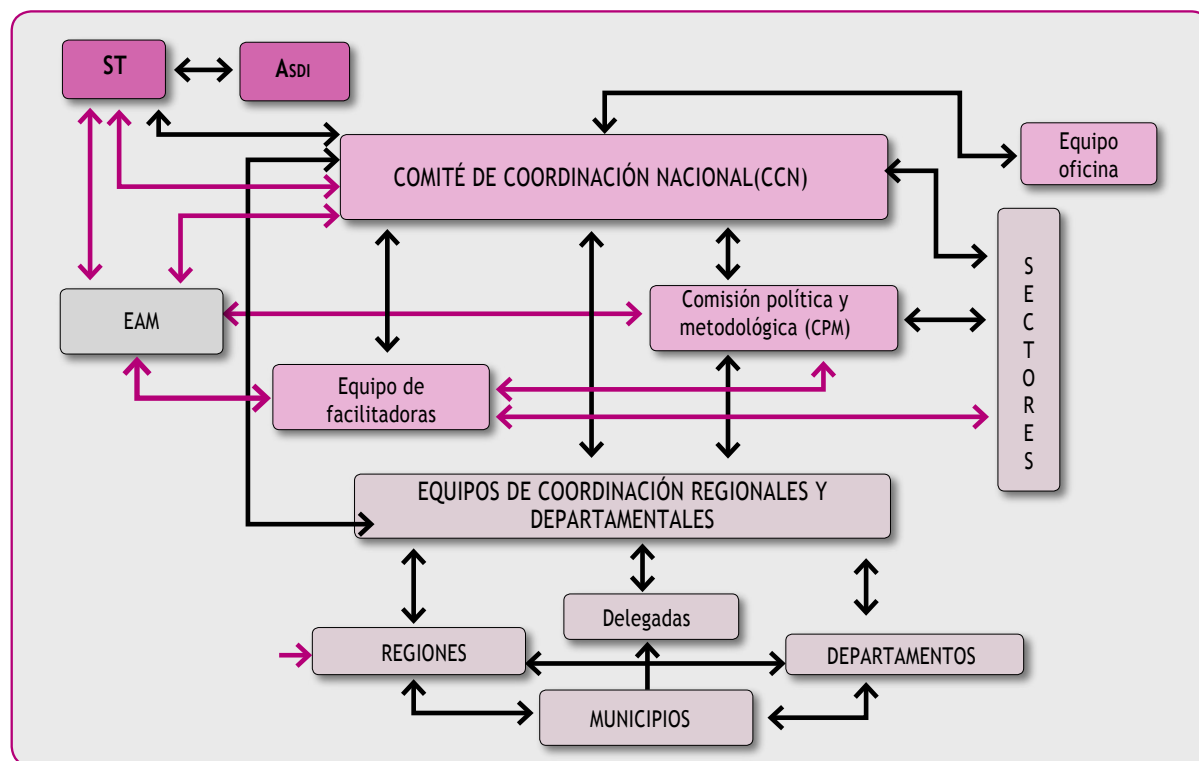 ST
ASDI
COMITÉ DE COORDINACIÓN NACIONAL(CCN)
Equipo
oficina
SECTORES
EAM
Comisión política y
metodológica (CPM)
Equipo de
facilitadoras
EQUIPOS DE COORDINACIÓN REGIONALES Y
DEPARTAMENTALES
Delegadas
REGIONES
DEPARTAMENTOS
MUNICIPIOS